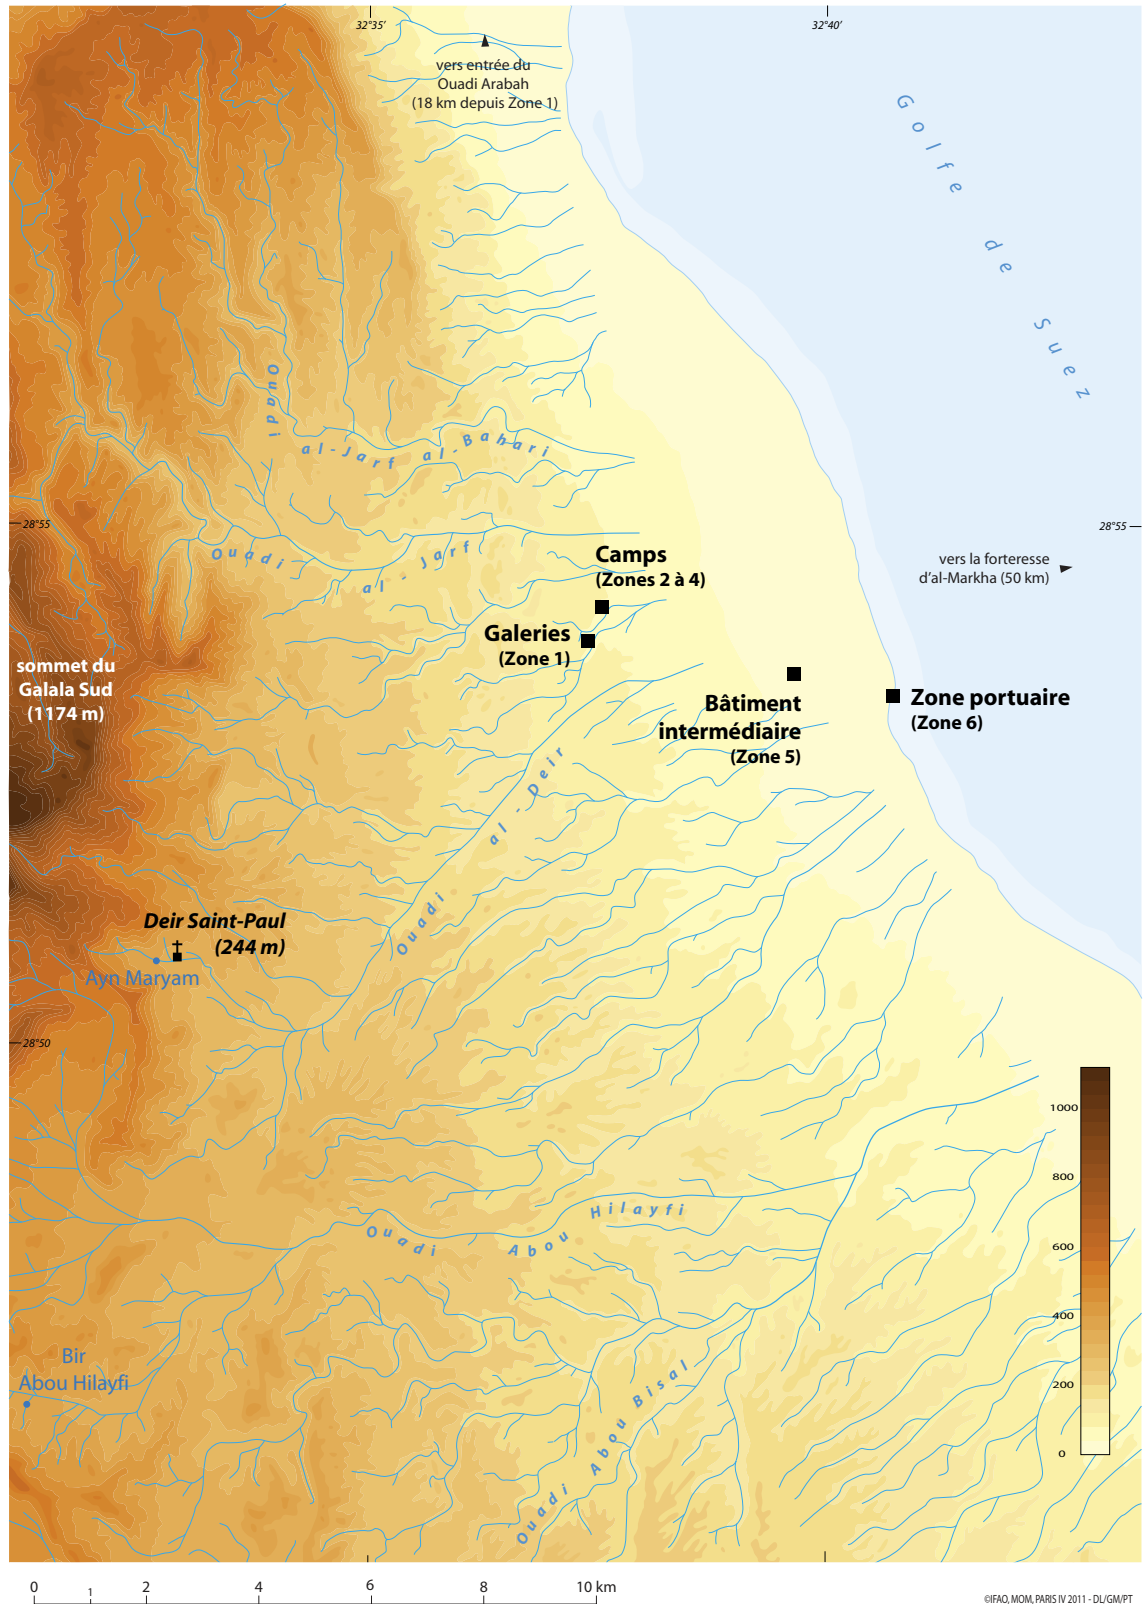 32°35'
32°40'
vers entrée du
Ouadi Arabah
(18 km depuis Zone 1)
Golfe de Suez
Ouadi al-Jarf al-Bahari
28°55
28°55
Ouadi al-Jarf
Camps
(Zones 2 à 4)
vers la forteresse
d'al-Markha (50 km)
Galeries
(Zone 1)
sommet du
Galala Sud
(1174 m)
Bâtiment
intermédiaire
(Zone 5)
Zone portuaire
(Zone 6)
Ouadi al-Deir
Deir Saint-Paul
(244 m)
Ayn Maryam
28°50
1000
800
600
400
200
0
Ouadi Abou Hilayfi
Bir
Abou Hilayfi
Ouadi Abou Bisal
0 1 2 4 6 8 10 km
©IFAO, MOM, PARIS IV 2011 - DL/GM/PT